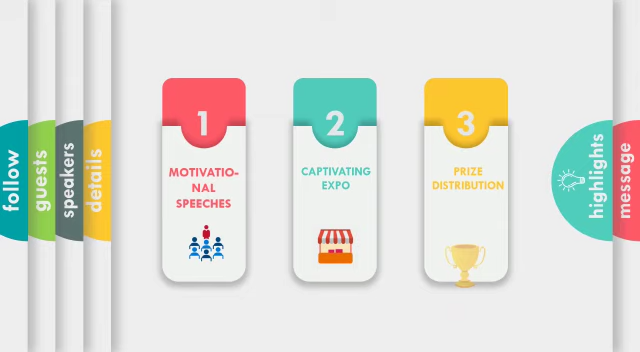 follow
guests
speakers
details
1
MOTIVATIO-
NAL
SPEECHES
2
CAPTIVATING
EXPO
3
PRIZE
DISTRIBUTION
highlights
message